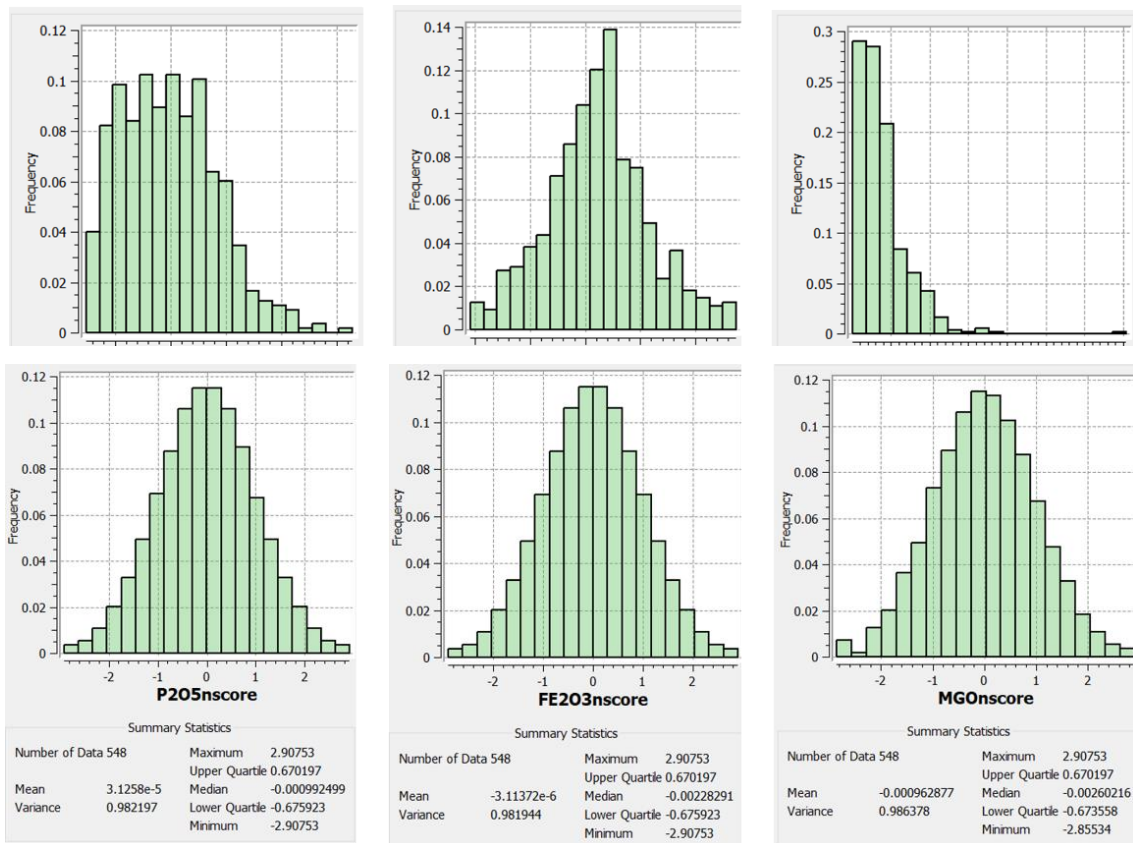 0.12
0.1
0.08
0.06
0.04
0.02
0
Frequency
0.14
0.12
0.1
0.08
0.06
0.04
0.02
0
Frequency
0.3
0.25
0.2
0.15
0.1
0.05
0
Frequency
0.12
0.1
0.08
0.06
0.04
0.02
0
Frequency
-2 -1 0 1 2
P2O5nscore
Summary Statistics
Number of Data 548 Maximum 2.90753
Upper Quartile 0.670197
Mean 3.1258e-5 Median -0.000992499
Variance 0.982197 Lower Quartile -0.675923
Minimum -2.90753
0.12
0.1
0.08
0.06
0.04
0.02
0
Frequency
-2 -1 0 1 2
FE2O3nscore
Summary Statistics
Number of Data 548 Maximum 2.90753
Upper Quartile 0.670197
Mean -3.11372e-6 Median -0.00228291
Variance 0.981944 Lower Quartile -0.675923
Minimum -2.90753
0.12
0.1
0.08
0.06
0.04
0.02
0
Frequency
-2 -1 0 1 2
MGOnscore
Summary Statistics
Number of Data 548 Maximum 2.90753
Upper Quartile 0.670197
Mean -0.000962877 Median -0.00260216
Variance 0.986378 Lower Quartile -0.673558
Minimum -2.85534